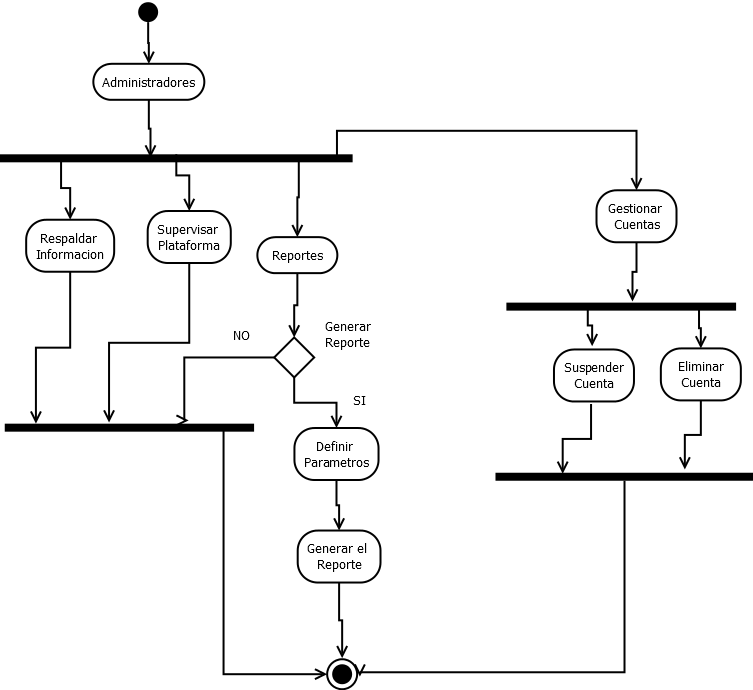 Administradores
Respaldar
Informacion
Supervisar
Plataforma
Reportes
Gestionar
Cuentas
NO
Generar
Reporte
SI
Suspender
Cuenta
Eliminar
Cuenta
Definir
Parametros
Generar el
Reporte